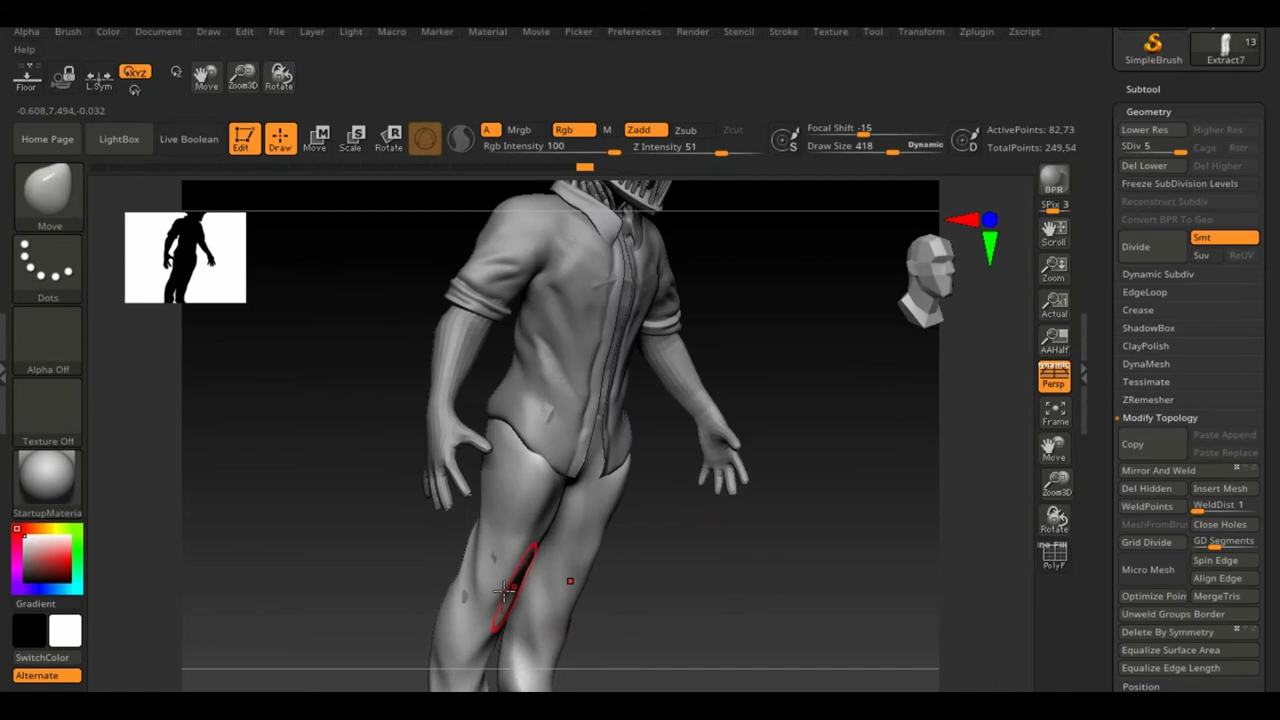 Alpha Brush Color Document Draw Edit File Layer Light Macro Marker Material Movie Picker Preferences Render Stencil Stroke Texture Tool Transform Zplugin Zscript
Help
Floor L.Sym XYZ Y Move Zoom3D Rotate
SimpleBrush Extract7 13
-0.608,7.494,-0.032
Home Page LightBox Live Boolean Edit Draw Move Scale Rotate
A Mrgb Rgb M Zadd Zsub Zcut
Rgb Intensity 100 Z Intensity 51
Focal Shift -15
Draw Size 418 Dynamic
ActivePoints: 82,73
TotalPoints: 249,54
Move
Dots
Alpha Off
Texture Off
StartupMateria
Gradient
SwitchColor
Alternate
BPR
SPix 3
Scroll
Zoom
Actual
AAHalf
Dynamic
Persp
Frame
Move
Zoom3D
Rotate
PolyF
Subtool
Geometry
Lower Res Higher Res
SDiv 5 Cage Rstr
Del Lower Del Higher
Freeze SubDivision Levels
Reconstruct Subdiv
Convert BPR To Geo
Divide Smt
Suv ReUV
Dynamic Subdiv
EdgeLoop
Crease
ShadowBox
ClayPolish
DynaMesh
Tessimate
ZRemesher
Modify Topology
Copy Paste Append
Paste Replace
Mirror And Weld
Del Hidden Insert Mesh
WeldPoints WeldDist 1
MeshFromBru Close Holes
Grid Divide GD Segments
Micro Mesh Spin Edge
Align Edge
Optimize Poin MergeTris
Unweld Groups Border
Delete By Symmetry
Equalize Surface Area
Equalize Edge Length
Position